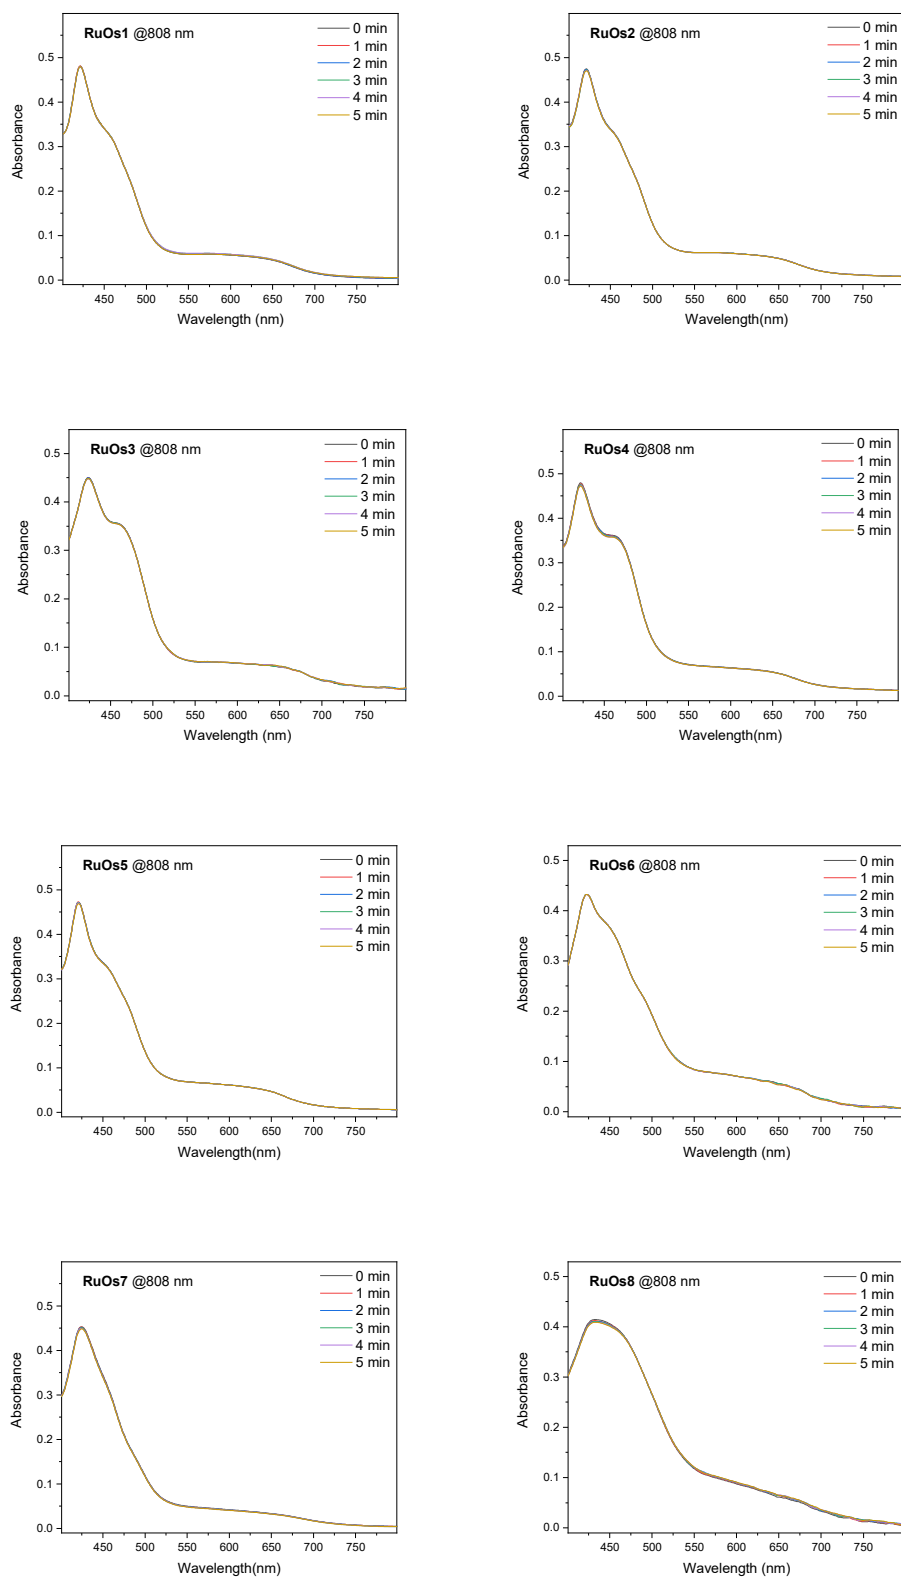 RuOs1 @808 nm
0 min
1 min
2 min
3 min
4 min
5 min
0.5
0.4
0.3
0.2
0.1
0.0
Absorbance
450 500 550 600 650 700 750
Wavelength (nm)
RuOs2 @808 nm
0 min
1 min
2 min
3 min
4 min
5 min
0.5
0.4
0.3
0.2
0.1
0.0
Absorbance
450 500 550 600 650 700 750
Wavelength(nm)
RuOs3 @808 nm
0 min
1 min
2 min
3 min
4 min
5 min
0.5
0.4
0.3
0.2
0.1
0.0
Absorbance
450 500 550 600 650 700 750
Wavelength (nm)
RuOs4 @808 nm
0 min
1 min
2 min
3 min
4 min
5 min
0.5
0.4
0.3
0.2
0.1
0.0
Absorbance
450 500 550 600 650 700 750
Wavelength(nm)
RuOs5 @808 nm
0 min
1 min
2 min
3 min
4 min
5 min
0.5
0.4
0.3
0.2
0.1
0.0
Absorbance
450 500 550 600 650 700 750
Wavelength(nm)
RuOs6 @808 nm
0 min
1 min
2 min
3 min
4 min
5 min
0.5
0.4
0.3
0.2
0.1
0.0
Absorbance
450 500 550 600 650 700 750
Wavelength (nm)
RuOs7 @808 nm
0 min
1 min
2 min
3 min
4 min
5 min
0.5
0.4
0.3
0.2
0.1
0.0
Absorbance
450 500 550 600 650 700 750
Wavelength(nm)
RuOs8 @808 nm
0 min
1 min
2 min
3 min
4 min
5 min
0.5
0.4
0.3
0.2
0.1
0.0
Absorbance
450 500 550 600 650 700 750
Wavelength (nm)